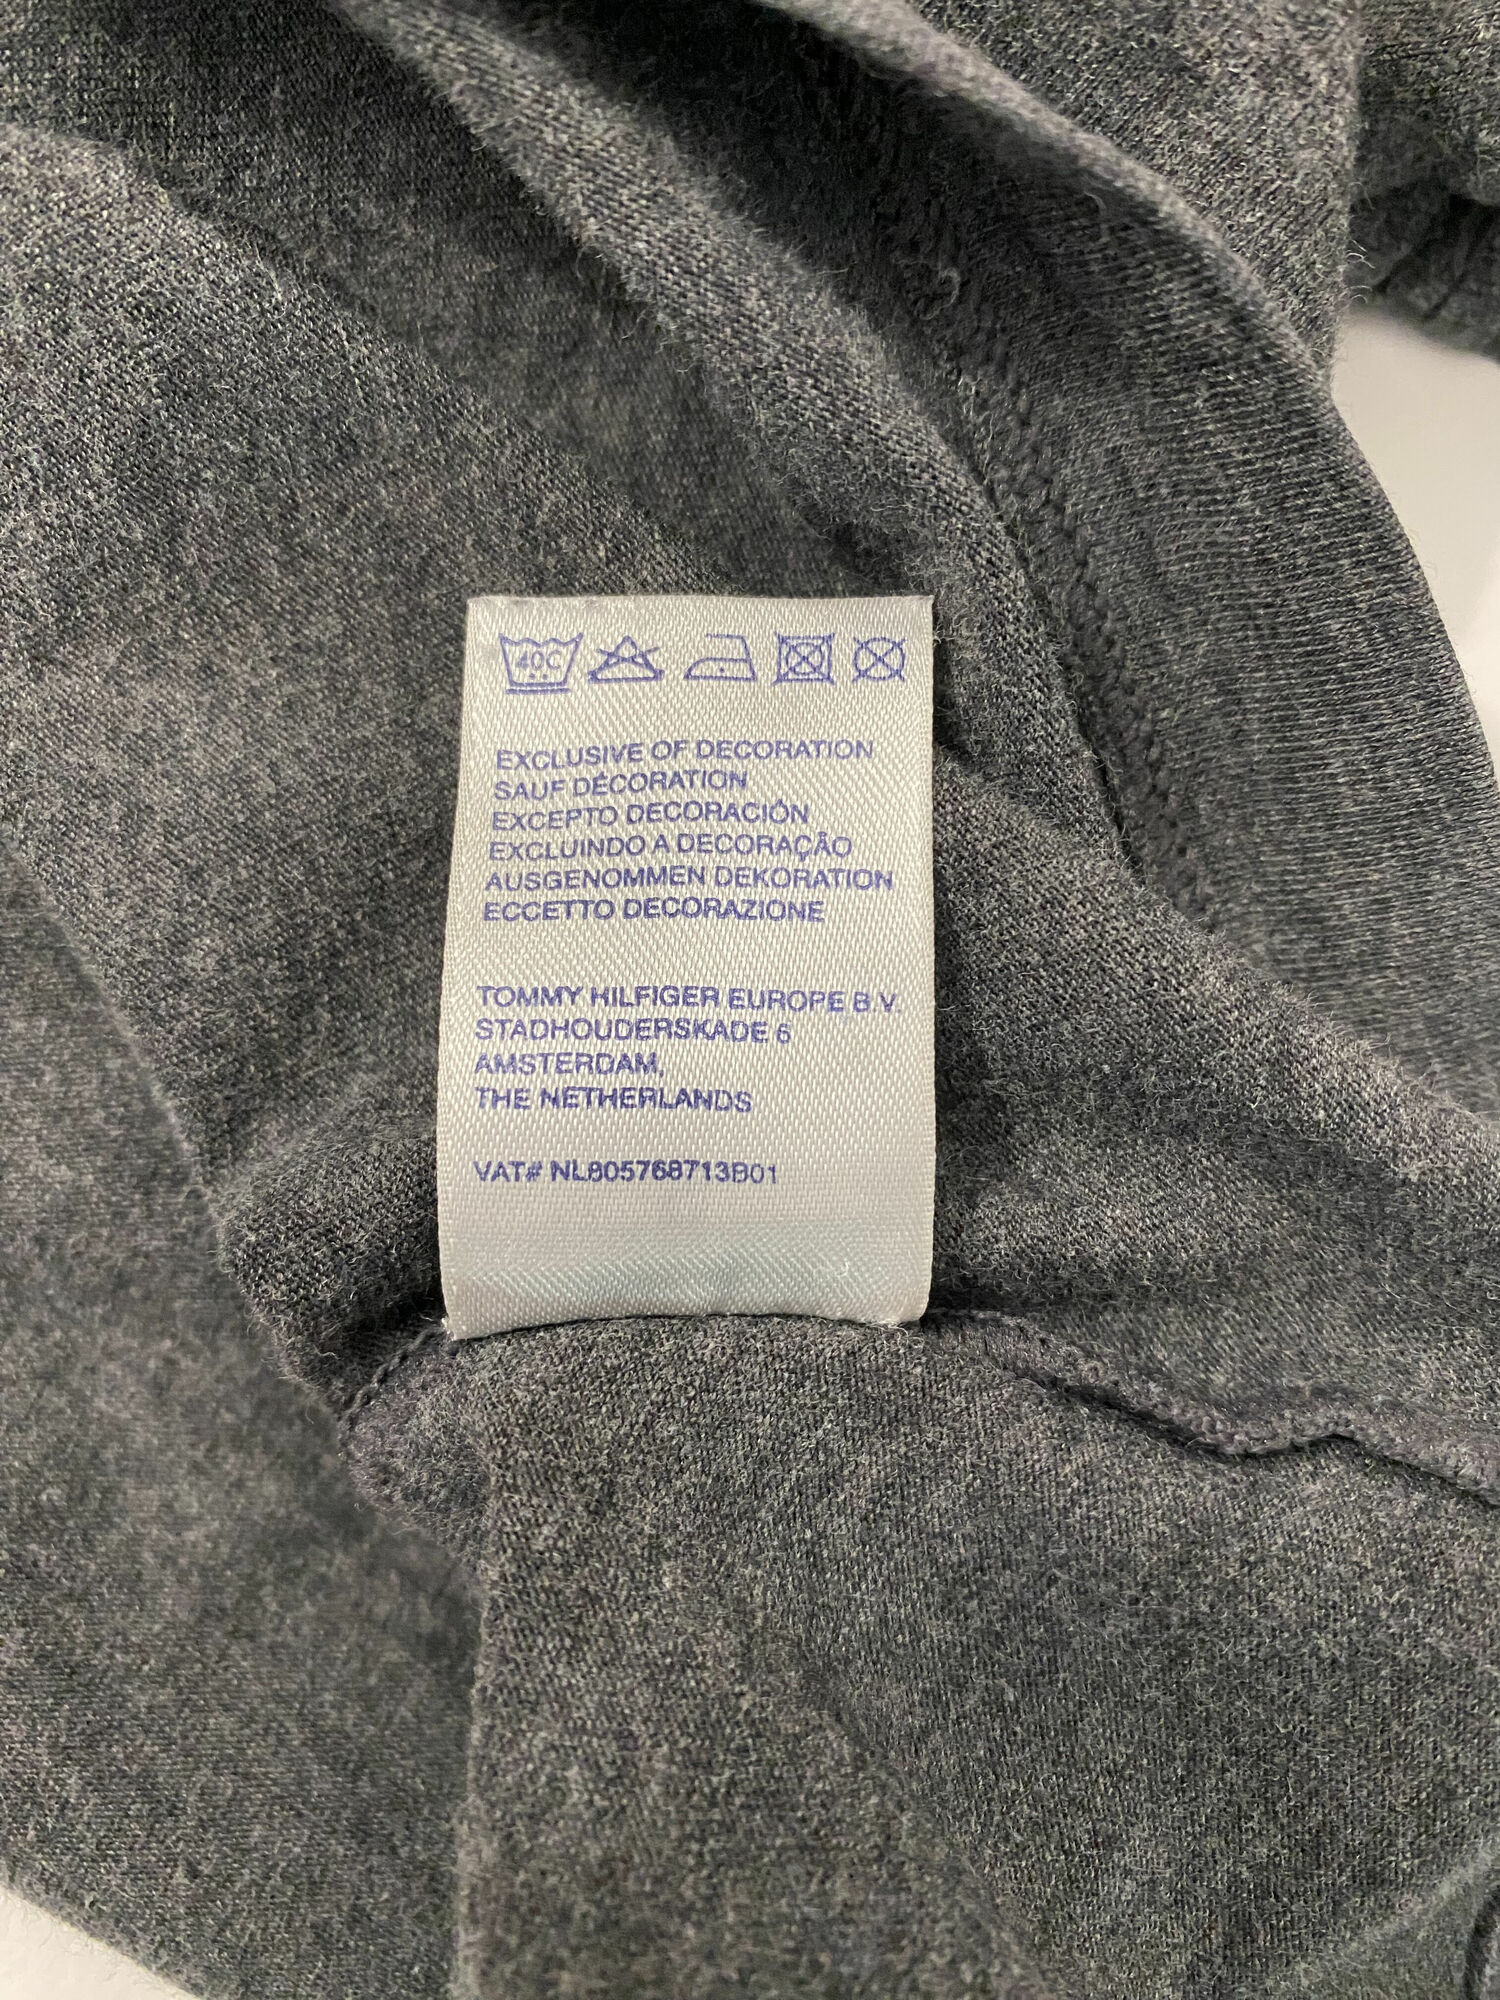 40C
EXCLUSIVE OF DECORATION
SAUF DÉCORATION
EXCEPTO DECORACIÓN
EXCLUINDO A DECORAÇÃO
AUSGENOMMEN DEKORATION
ECCETTO DECORAZIONE
TOMMY HILFIGER EUROPE B.V.
STADHOUDERSKADE 6
AMSTERDAM,
THE NETHERLANDS
VAT# NL805768713B01